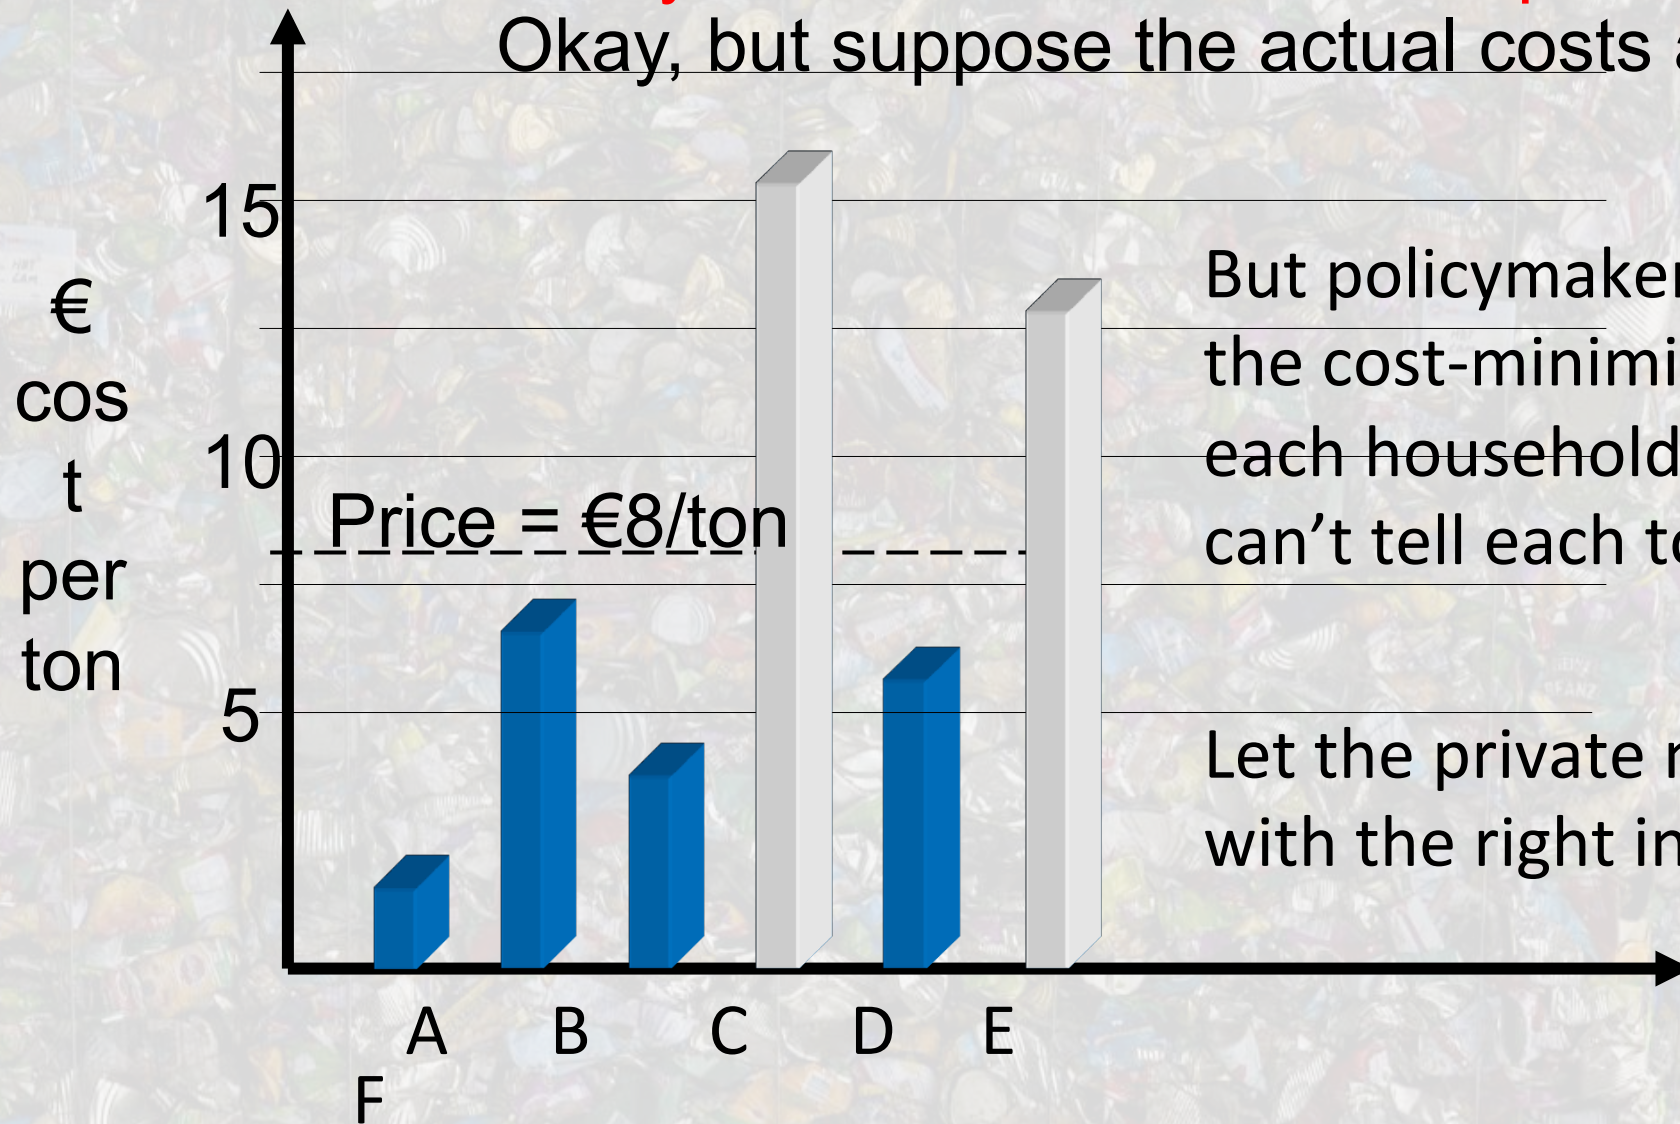 Okay, but suppose the actual costs
15
10
5
€
cos
t
per
ton
Price = €8/ton
But policymaker
the cost-minimi
each household
can’t tell each to
Let the private
with the right in
A B C D E
F